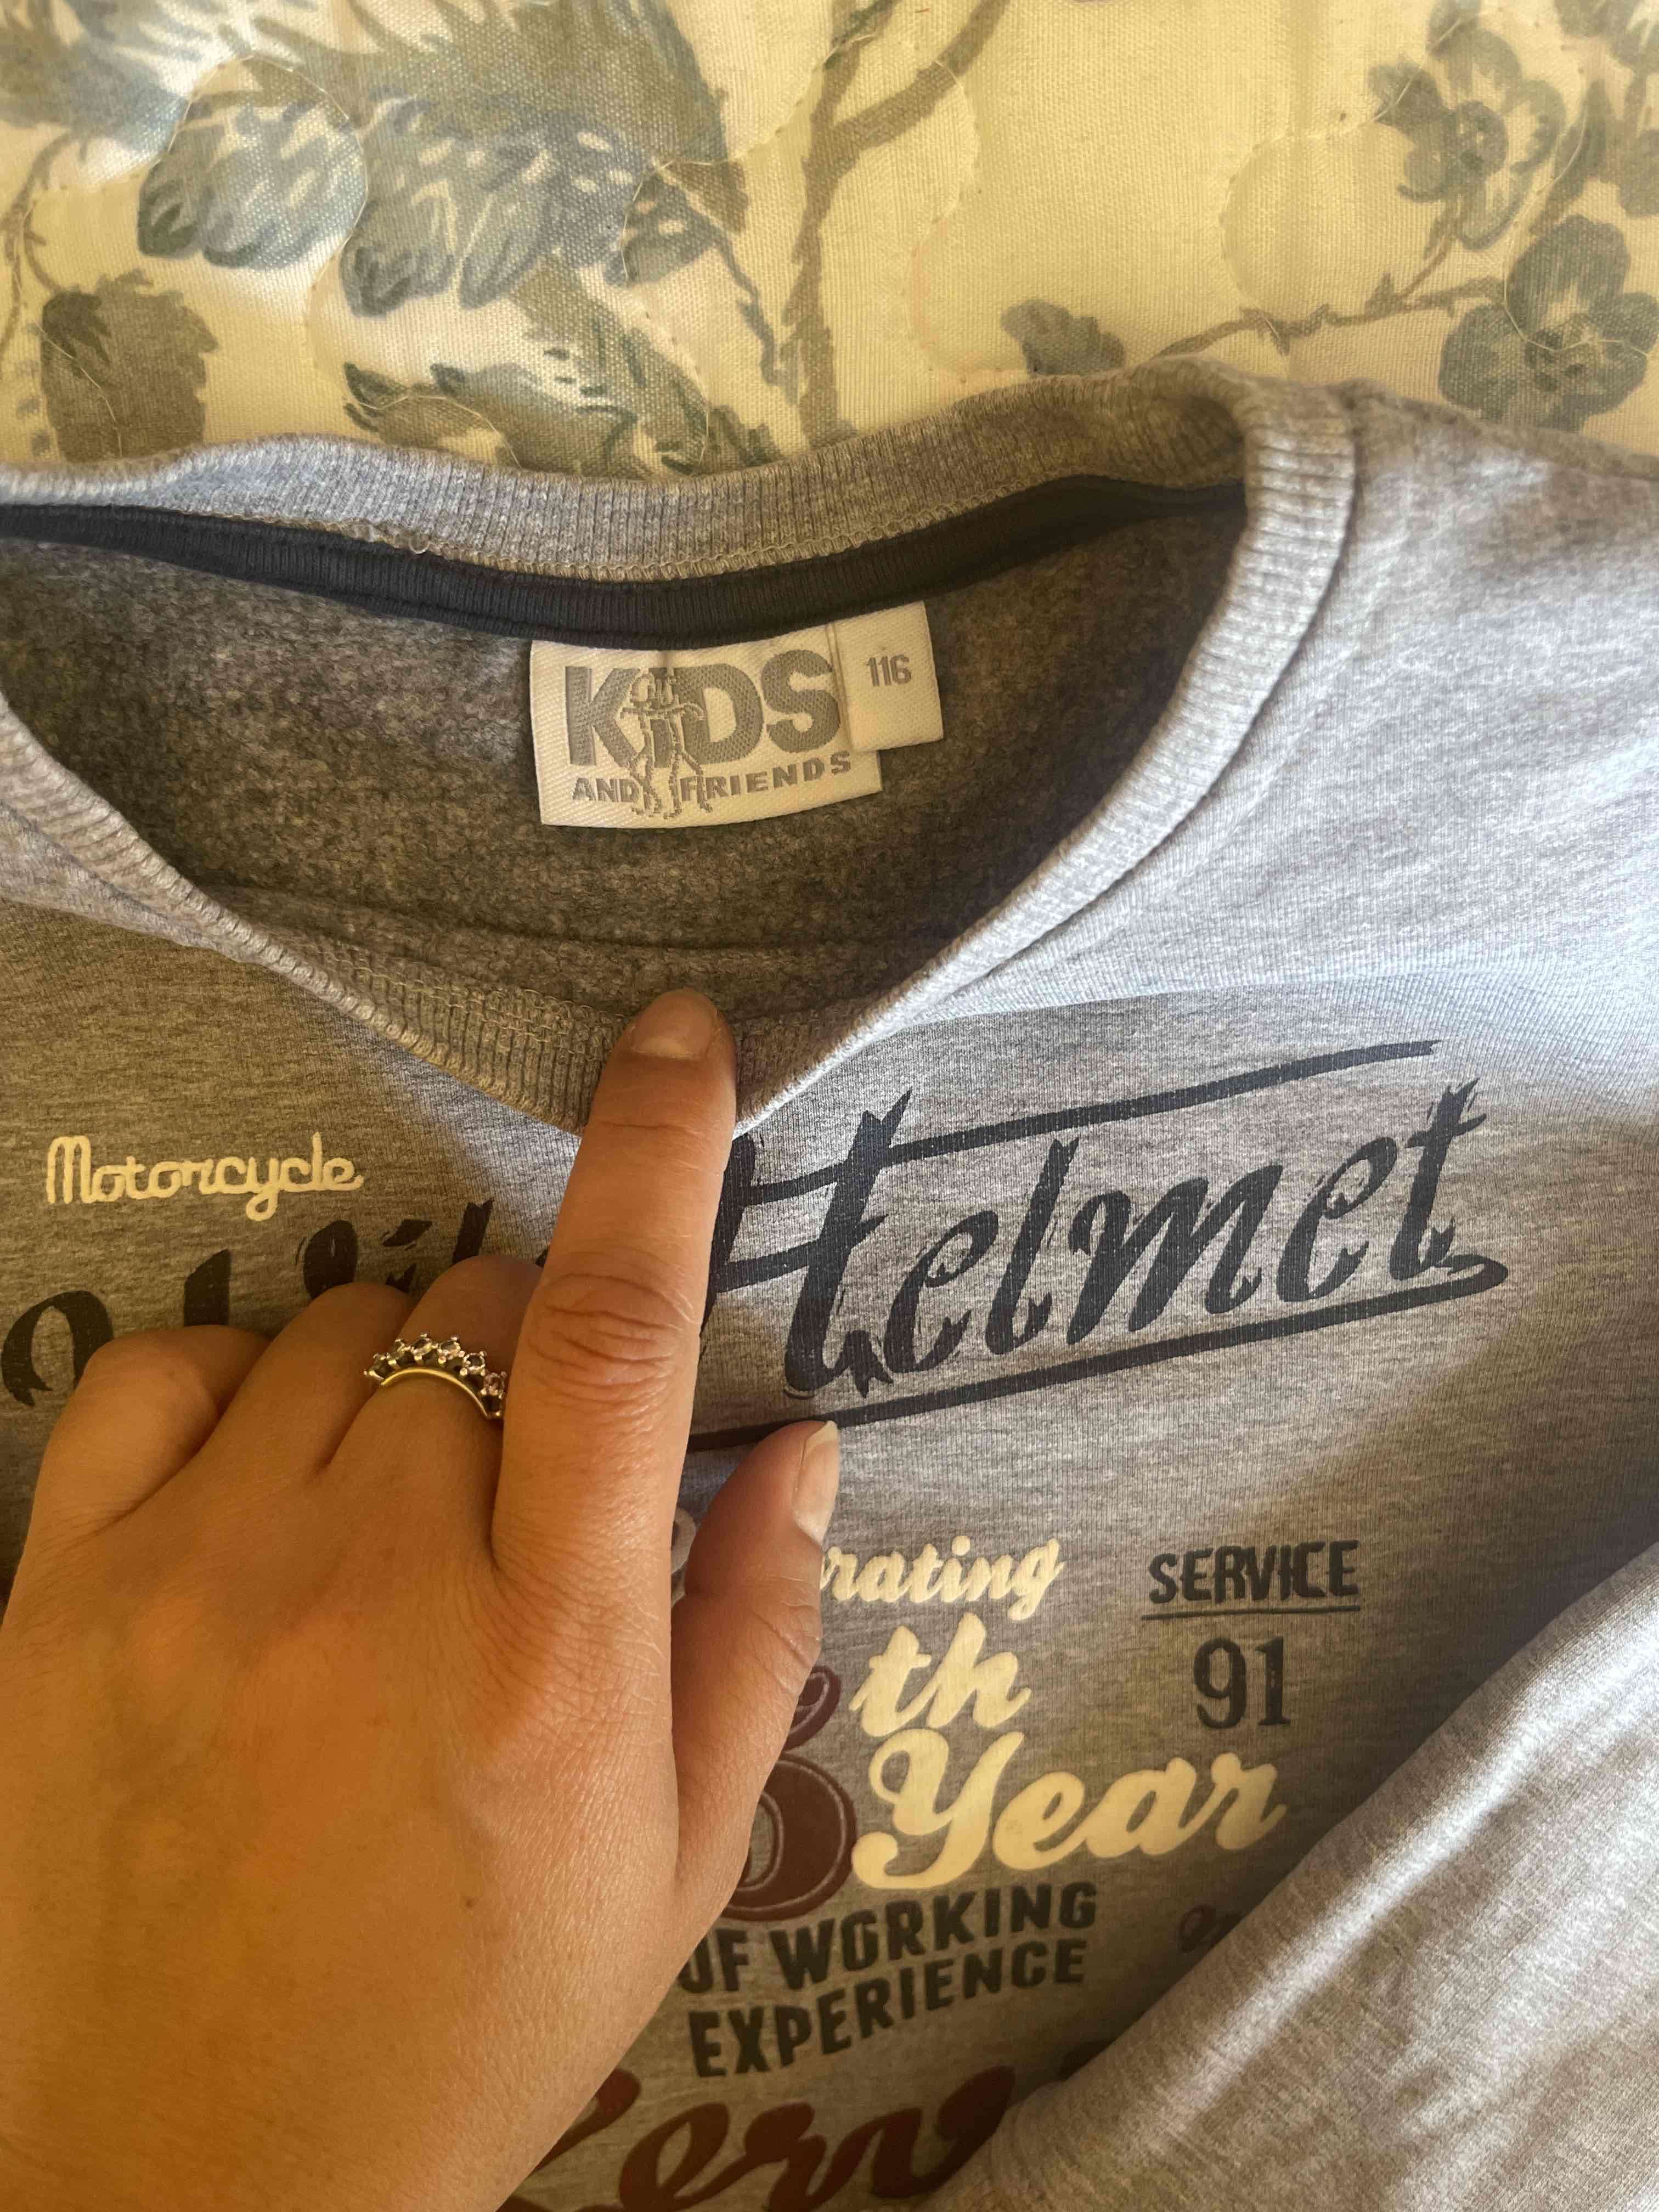 KIDS 116
AND FRIENDS
Motorcycle
Helmet
SERVICE
91
th
Year
OF WORKING
EXPERIENCE